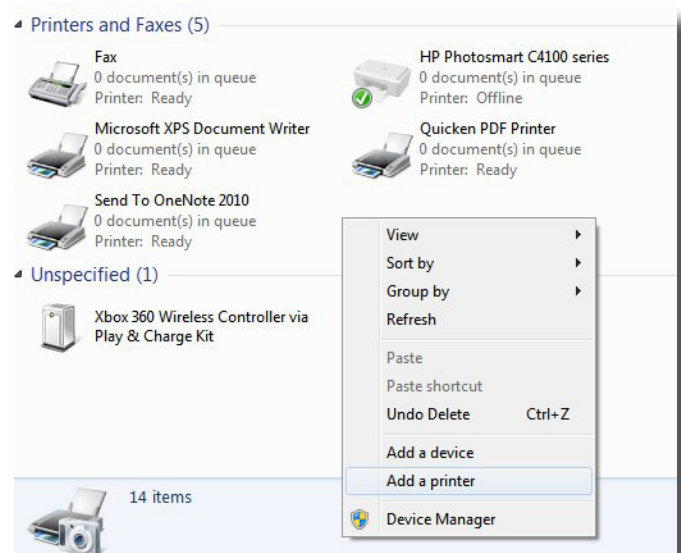 Printers and Faxes (5)
Fax
0 document(s) in queue
Printer: Ready
HP Photosmart C4100 series
0 document(s) in queue
Printer: Offline
Microsoft XPS Document Writer
0 document(s) in queue
Printer: Ready
Quicken PDF Printer
0 document(s) in queue
Printer: Ready
Send To OneNote 2010
0 document(s) in queue
Printer: Ready
Unspecified (1)
Xbox 360 Wireless Controller via
Play & Charge Kit
View
Sort by
Group by
Refresh
Paste
Paste shortcut
Undo Delete Ctrl+Z
Add a device
Add a printer
Device Manager
14 items